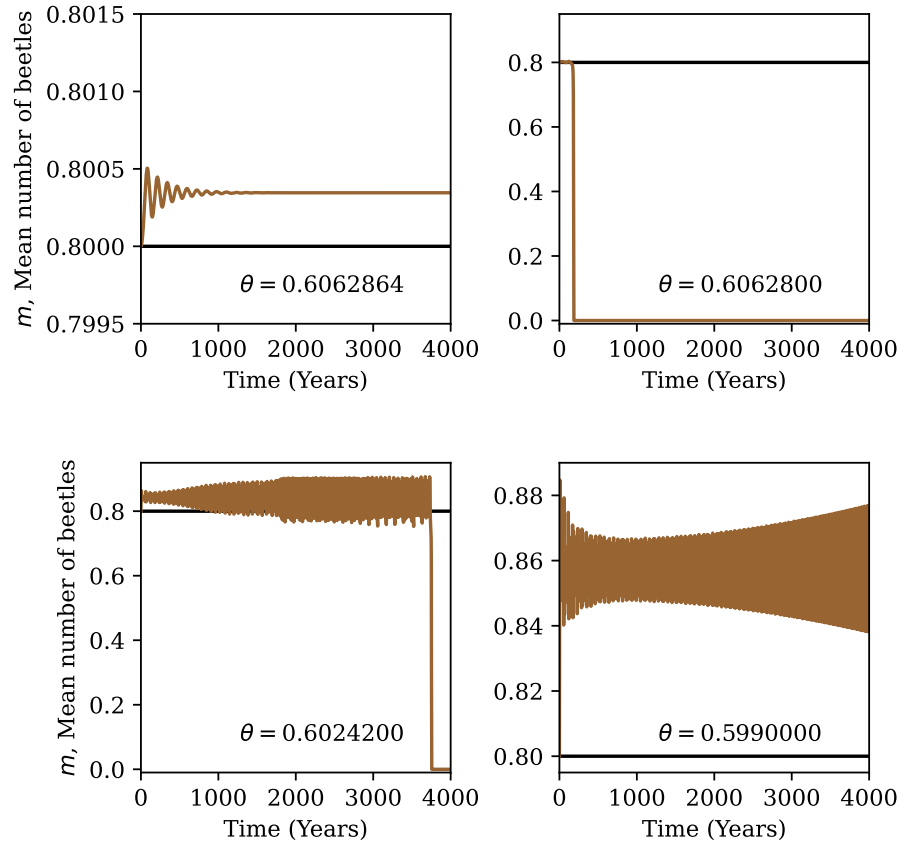 m, Mean number of beetles
0.8015
0.8010
0.8005
0.8000
0.7995
θ = 0.6062864
0 1000 2000 3000 4000
Time (Years)
0.8
0.6
0.4
0.2
0.0
θ = 0.6062800
0 1000 2000 3000 4000
Time (Years)
m, Mean number of beetles
0.8
0.6
0.4
0.2
0.0
θ = 0.6024200
0 1000 2000 3000 4000
Time (Years)
0.88
0.86
0.84
0.82
0.80
θ = 0.5990000
0 1000 2000 3000 4000
Time (Years)